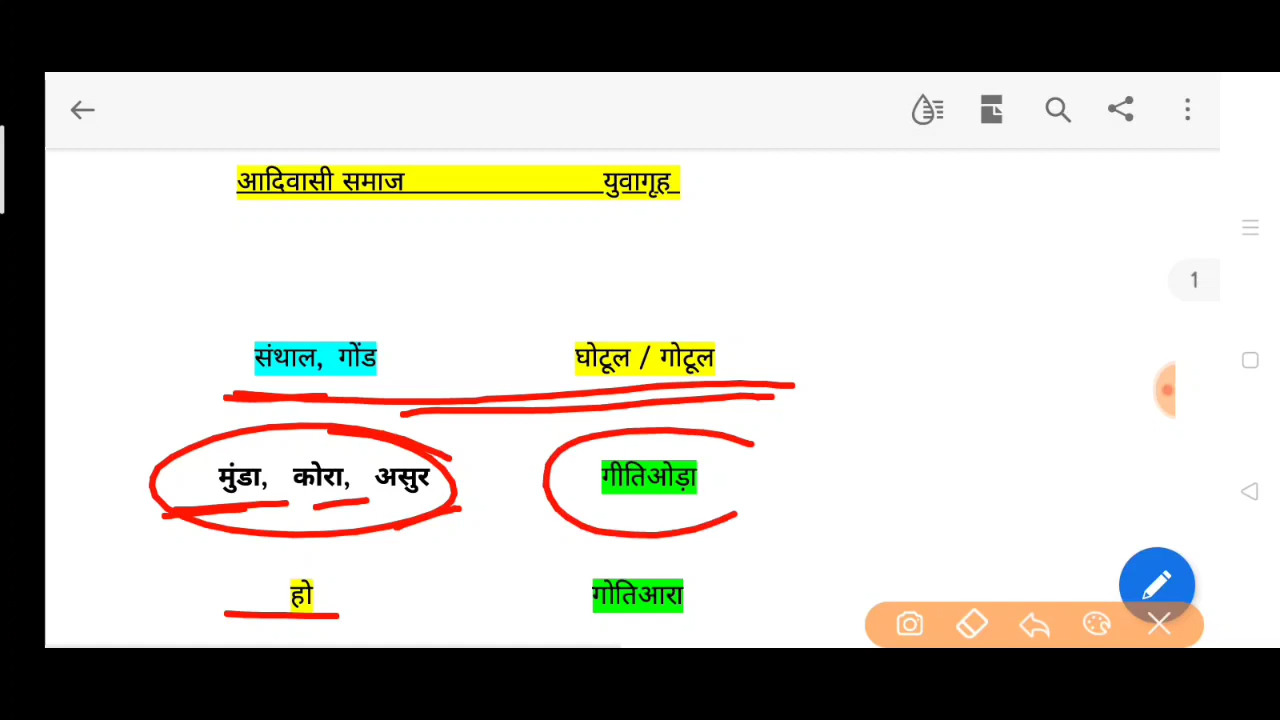 आदिवासी समाज युवागृह
1
संथाल, गोंड घोटूल / गोटूल
मुंडा, कोरा, असुर गीतिओड़ा
हो गोतिआरा